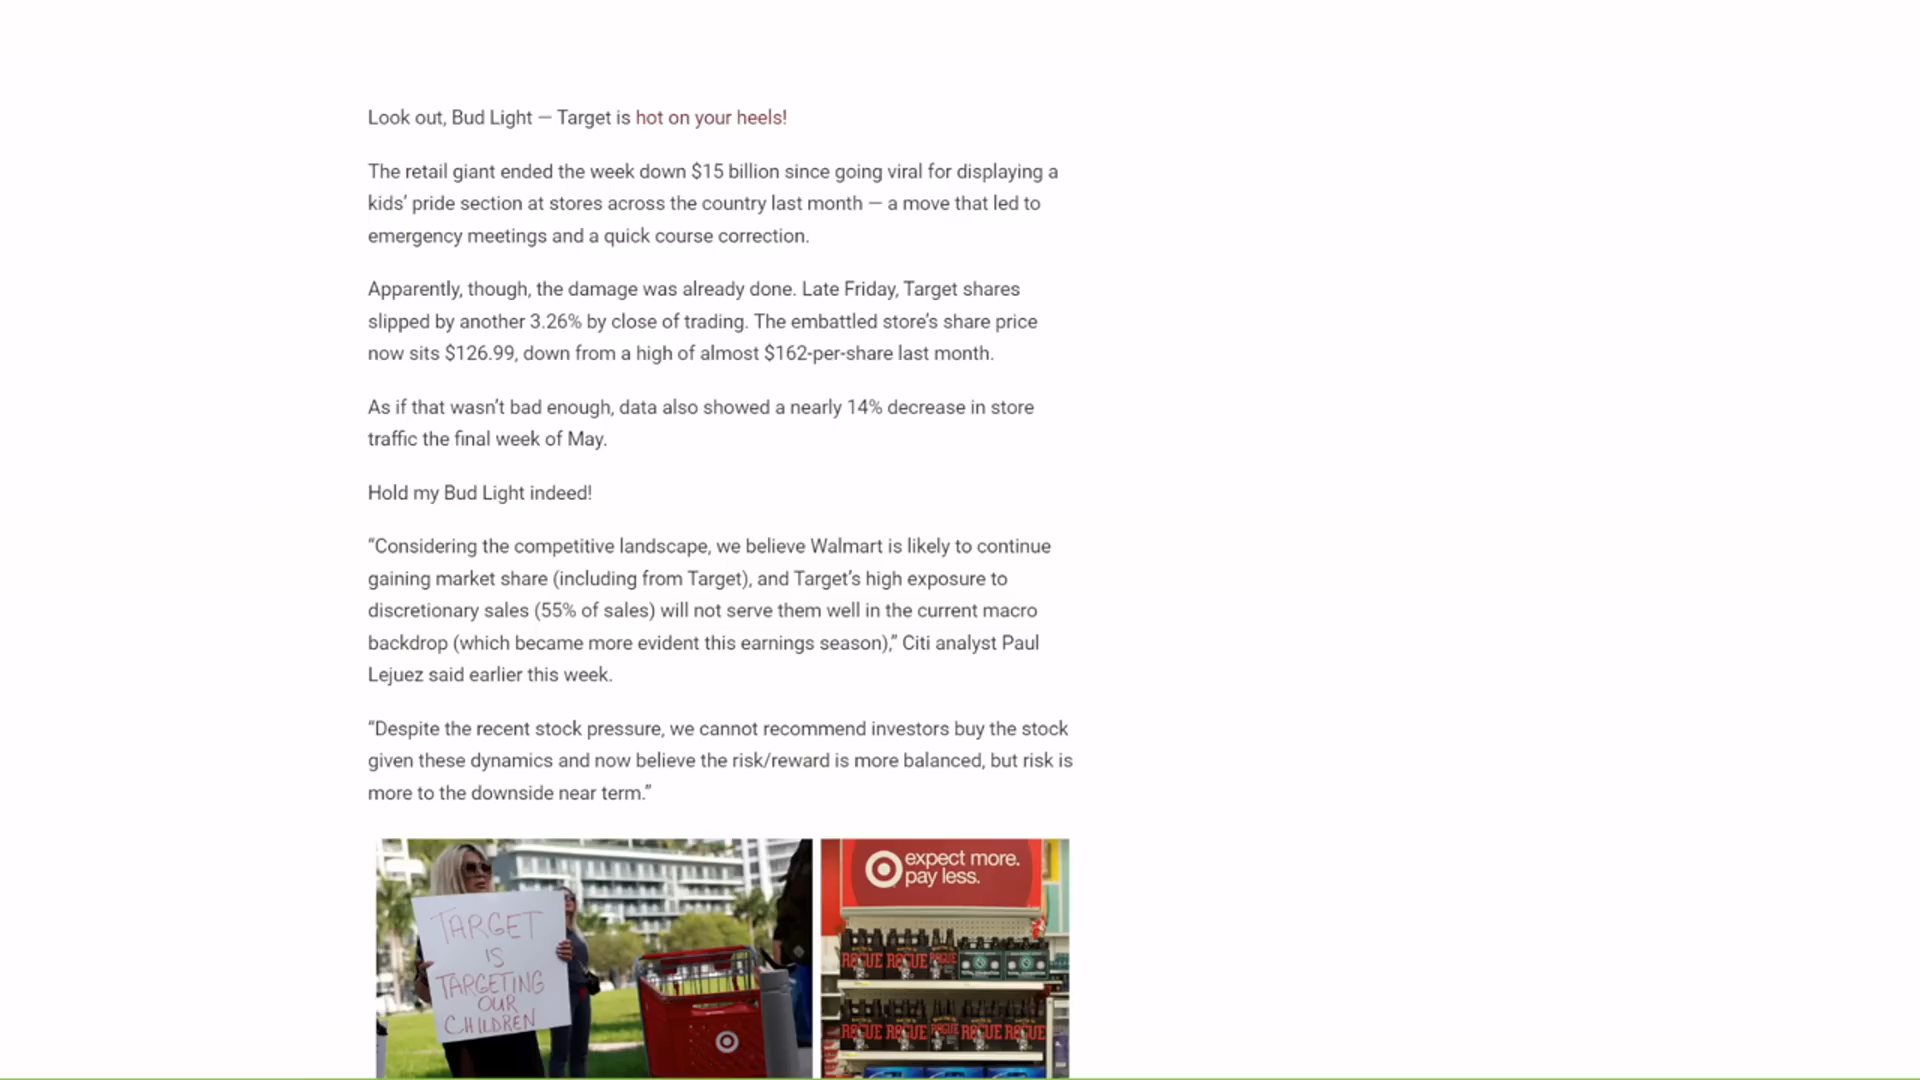 Look out, Bud Light — Target is hot on your heels!
The retail giant ended the week down $15 billion since going viral for displaying a
kids’ pride section at stores across the country last month — a move that led to
emergency meetings and a quick course correction.
Apparently, though, the damage was already done. Late Friday, Target shares
slipped by another 3.26% by close of trading. The embattled store’s share price
now sits $126.99, down from a high of almost $162-per-share last month.
As if that wasn’t bad enough, data also showed a nearly 14% decrease in store
traffic the final week of May.
Hold my Bud Light indeed!
“Considering the competitive landscape, we believe Walmart is likely to continue
gaining market share (including from Target), and Target’s high exposure to
discretionary sales (55% of sales) will not serve them well in the current macro
backdrop (which became more evident this earnings season),” Citi analyst Paul
Lejuez said earlier this week.
“Despite the recent stock pressure, we cannot recommend investors buy the stock
given these dynamics and now believe the risk/reward is more balanced, but risk is
more to the downside near term.”
TARGET
IS
TARGETING
OUR
CHILDREN
expect more.
pay less.
ROGUE ROGUE ROGUE
ROGUE ROGUE ROGUE ROGUE ROGUE